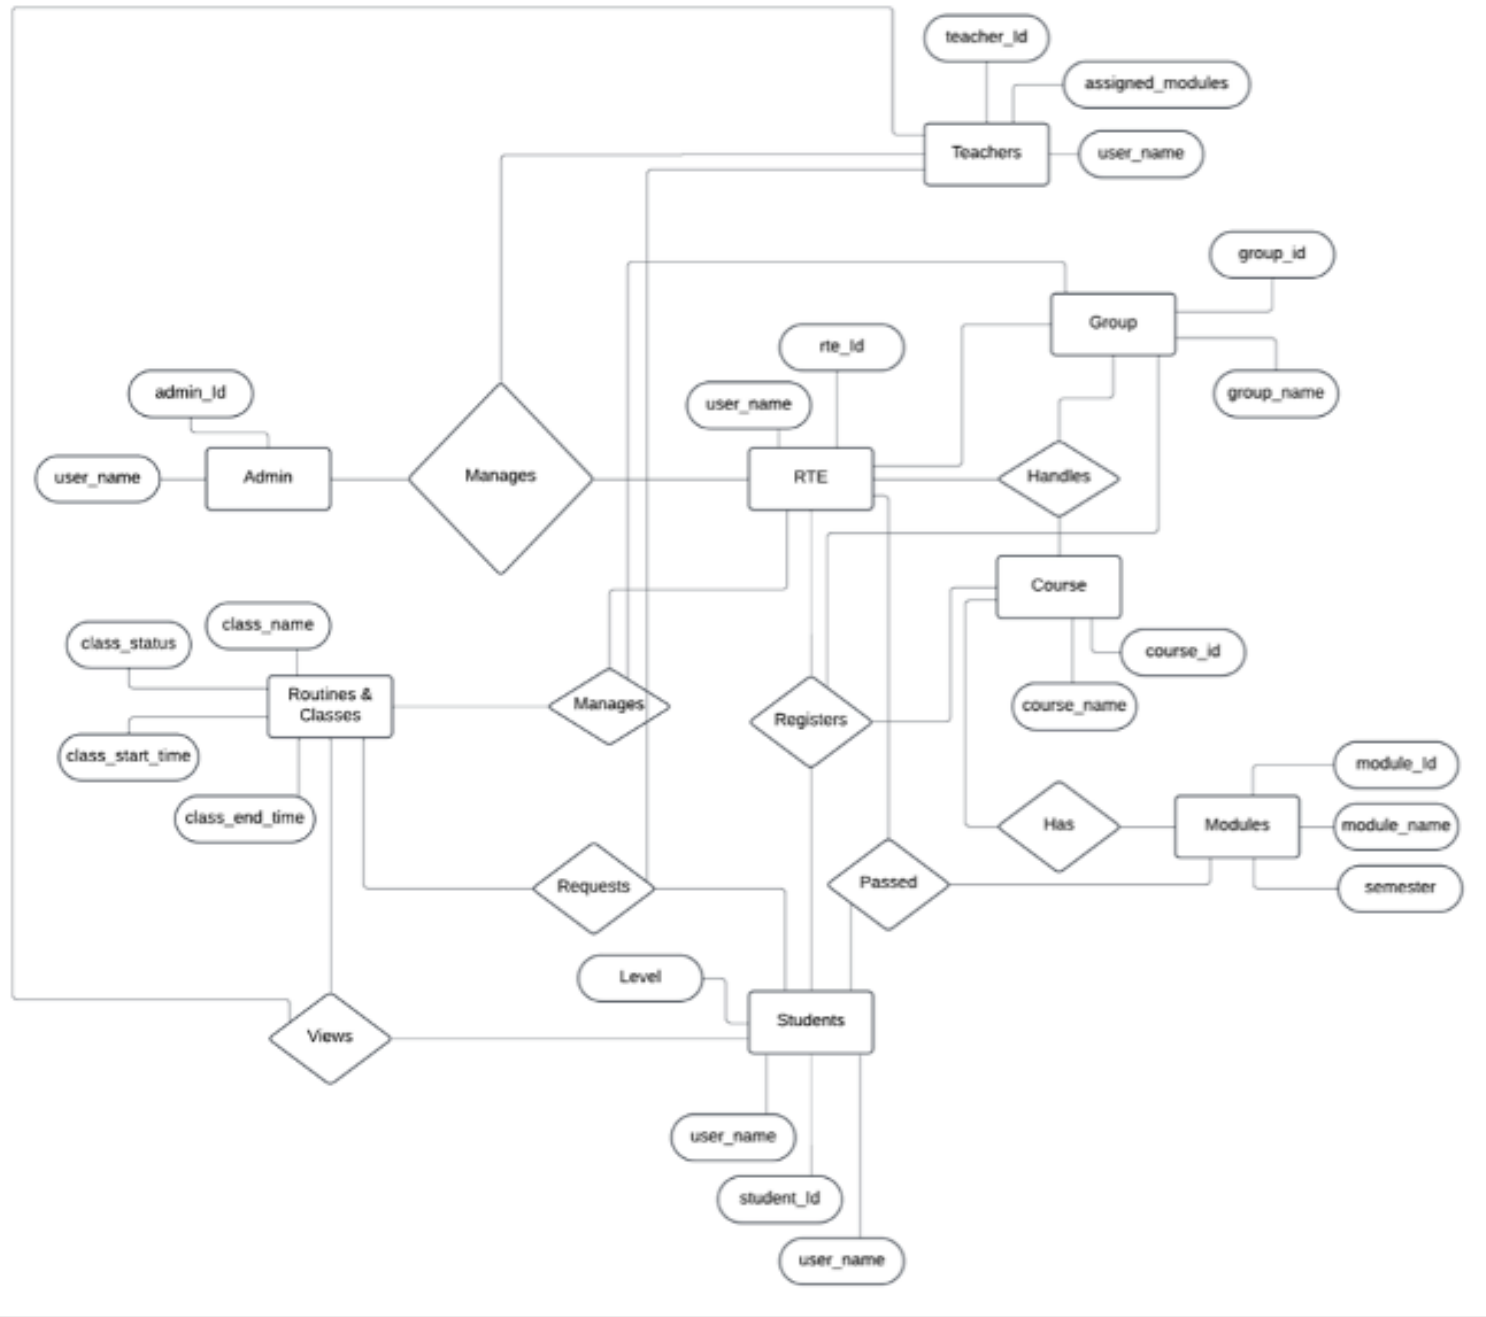 teacher_Id
assigned_modules
Teachers
user_name
group_id
Group
rte_Id
admin_Id
user_name
group_name
user_name
Admin
Manages
RTE
Handles
Course
class_name
class_status
course_id
Routines &
Classes
Manages
course_name
Registers
class_start_time
module_Id
class_end_time
Has
Modules
module_name
Requests
Passed
semester
Level
Students
Views
user_name
student_Id
user_name